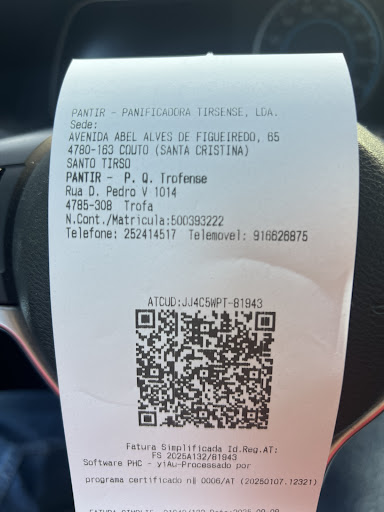 PANTIR - PANIFICADORA TIRSENSE, LDA.
Sede:
AVENIDA ABEL ALVES DE FIGUEIREDO, 65
4780-163 COUTO (SANTA CRISTINA)
SANTO TIRSO
PANTIR - P. Q. Trofense
Rua D. Pedro V 1014
4785-308 Trofa
N.Cont./Matricula:500393222
Telefone: 252414517 Telemovel: 916626875
ATCUD:JJ4C5WPT-81943
Fatura Simplificada Id.Reg.AT:
FS 2025A132/81943
Software PHC - yiAu-Processado por
programa certificado n§ 0006/AT (20250107.12321)